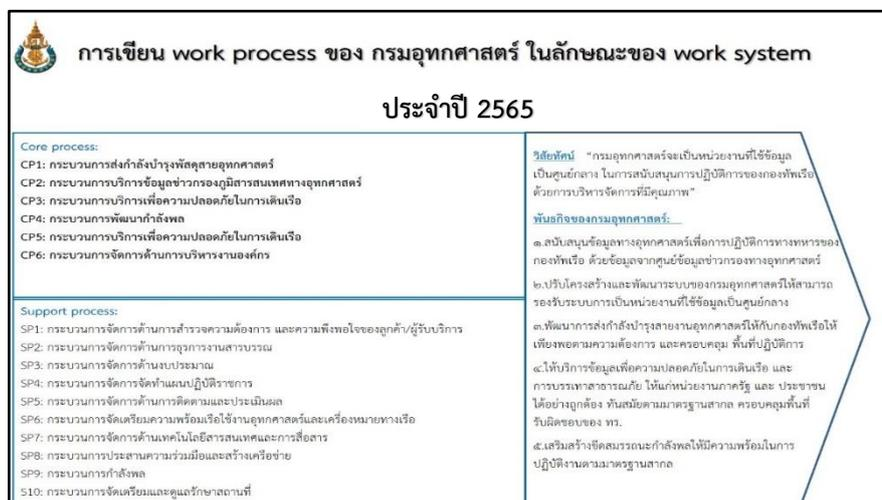 การเขียน work process ของ กรมอุทกศาสตร์ ในลักษณะของ work system
ประจำปี 2565
Core process:
CP1: กระบวนการส่งกำลังบำรุงพัสดุสายอุทกศาสตร์
CP2: กระบวนการบริการข้อมูลข่าวกรองภูมิสารสนเทศทางอุทกศาสตร์
CP3: กระบวนการบริการเพื่อความปลอดภัยในการเดินเรือ
CP4: กระบวนการพัฒนากำลังพล
CP5: กระบวนการบริการเพื่อความปลอดภัยในการเดินเรือ
CP6: กระบวนการจัดการด้านการบริหารงานองค์กร
Support process:
SP1: กระบวนการจัดการด้านการสำรวจความต้องการ และความพึงพอใจของลูกค้า/ผู้รับบริการ
SP2: กระบวนการจัดการด้านการธุรการงานสารบรรณ
SP3: กระบวนการจัดการด้านงบประมาณ
SP4: กระบวนการจัดการจัดทำแผนปฏิบัติราชการ
SP5: กระบวนการจัดการด้านการติดตามและประเมินผล
SP6: กระบวนการจัดเตรียมความพร้อมเรือใช้งานอุทกศาสตร์และเครื่องหมายทางเรือ
SP7: กระบวนการจัดการด้านเทคโนโลยีสารสนเทศและการสื่อสาร
SP8: กระบวนการประสานความร่วมมือและสร้างเครือข่าย
SP9: กระบวนการกำลังพล
S10: กระบวนการจัดเตรียมและดูแลรักษาสถานที่
วิสัยทัศน์ "กรมอุทกศาสตร์จะเป็นหน่วยงานที่ใช้ข้อมูล
เป็นศูนย์กลาง ในการสนับสนุนการปฏิบัติการของกองทัพเรือ
ด้วยการบริหารจัดการที่มีคุณภาพ"
พันธกิจของกรมอุทกศาสตร์:
๑.สนับสนุนข้อมูลทางอุทกศาสตร์เพื่อการปฏิบัติการทางทหารของ
กองทัพเรือ ด้วยข้อมูลจากศูนย์ข้อมูลข่าวกรองทางอุทกศาสตร์
๒.ปรับโครงสร้างและพัฒนาระบบของกรมอุทกศาสตร์ให้สามารถ
รองรับระบบการเป็นหน่วยงานที่ใช้ข้อมูลเป็นศูนย์กลาง
๓.พัฒนาการส่งกำลังบำรุงสายงานอุทกศาสตร์ให้กับกองทัพเรือให้
เพียงพอตามความต้องการ และครอบคลุม พื้นที่ปฏิบัติการ
๔.ให้บริการข้อมูลเพื่อความปลอดภัยในการเดินเรือ และ
การบรรเทาสาธารณภัย ให้แก่หน่วยงานภาครัฐ และ ประชาชน
ได้อย่างถูกต้อง ทันสมัยตามมาตรฐานสากล ครอบคลุมพื้นที่
รับผิดชอบของ ทร.
๕.เสริมสร้างขีดสมรรถนะกำลังพลให้มีความพร้อมในการ
ปฏิบัติงานตามมาตรฐานสากล